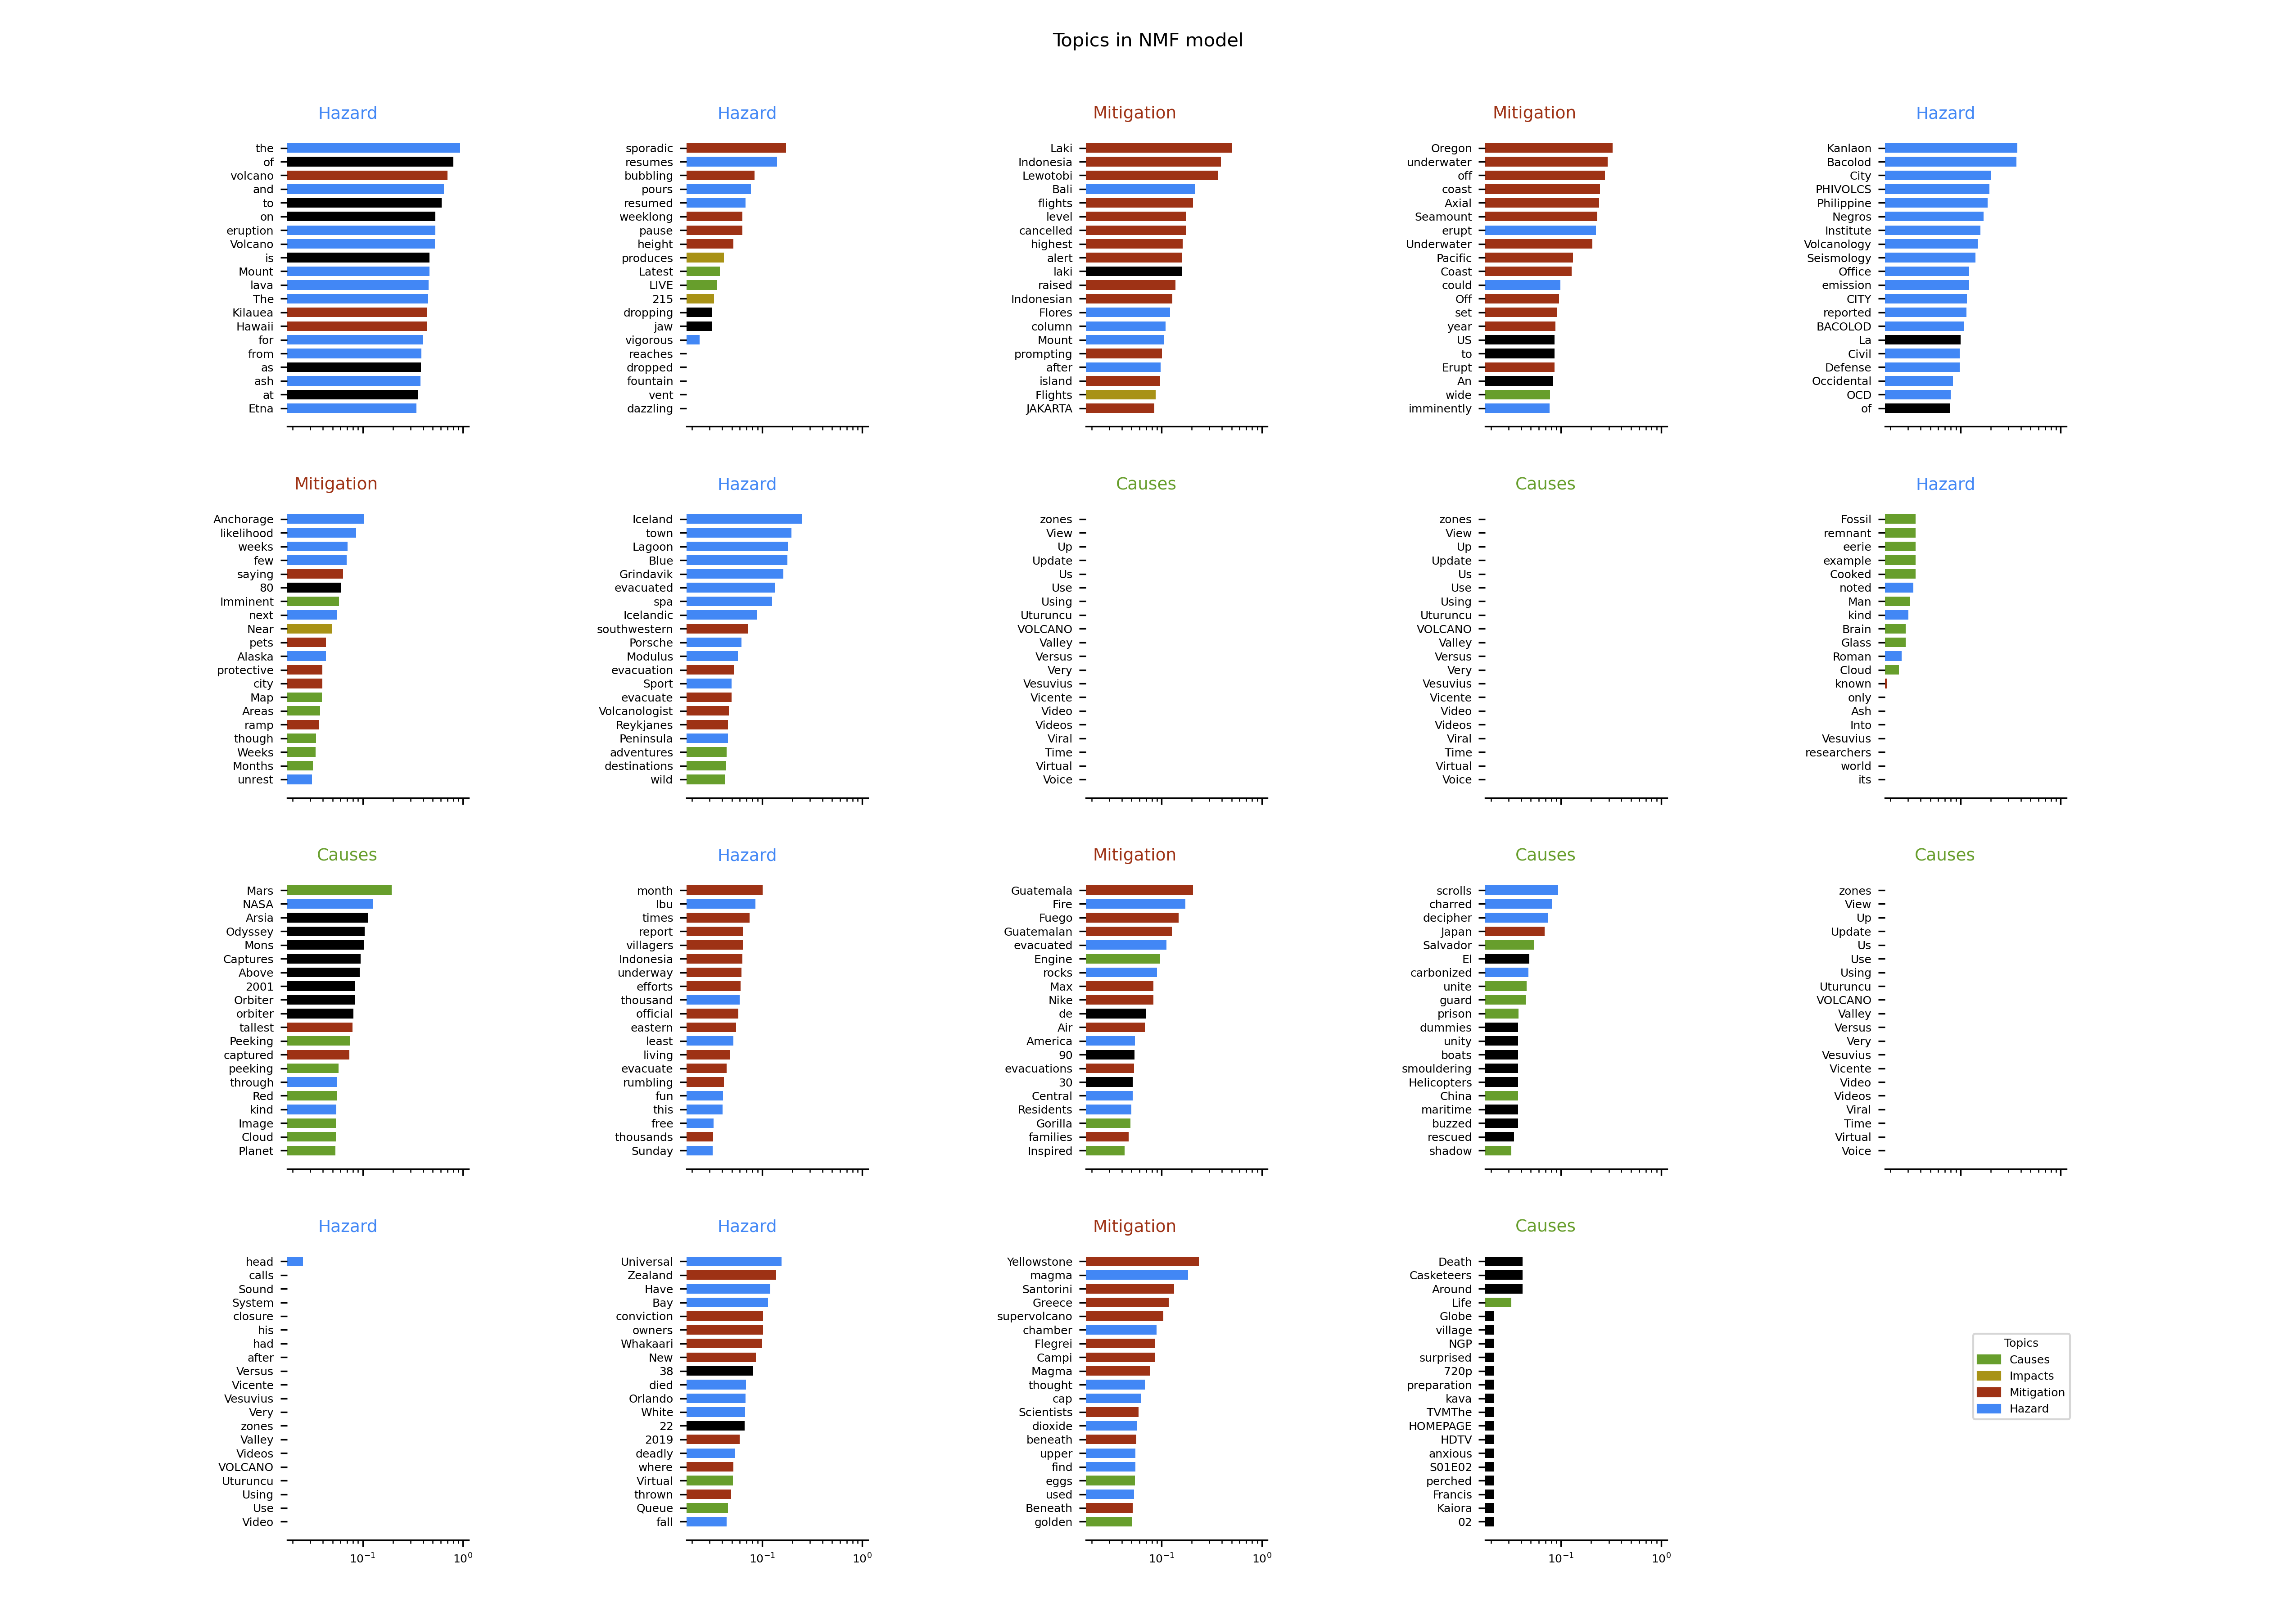 Topics in NMF model
Hazard
the
of
volcano
and
to
on
eruption
Volcano
is
Mount
lava
The
Kilauea
Hawaii
for
from
as
ash
at
Etna
Hazard
sporadic
resumes
bubbling
pours
resumed
weeklong
pause
height
produces
Latest
LIVE
215
dropping
jaw
vigorous
reaches
dropped
fountain
vent
dazzling
Mitigation
Laki
Indonesia
Lewotobi
Bali
flights
level
cancelled
highest
alert
laki
raised
Indonesian
Flores
column
Mount
prompting
after
island
Flights
JAKARTA
Mitigation
Oregon
underwater
off
coast
Axial
Seamount
erupt
Underwater
Pacific
Coast
could
Off
set
year
US
to
Erupt
An
wide
imminently
Hazard
Kanlaon
Bacolod
City
PHIVOLCS
Philippine
Negros
Institute
Volcanology
Seismology
Office
emission
CITY
reported
BACOLOD
La
Civil
Defense
Occidental
OCD
of
Mitigation
Anchorage
likelihood
weeks
few
saying
80
Imminent
next
Near
pets
Alaska
protective
city
Map
Areas
ramp
though
Weeks
Months
unrest
Hazard
Iceland
town
Lagoon
Blue
Grindavik
evacuated
spa
Icelandic
southwestern
Porsche
Modulus
evacuation
Sport
evacuate
Volcanologist
Reykjanes
Peninsula
adventures
destinations
wild
Causes
zones
View
Up
Update
Us
Use
Using
Uturuncu
VOLCANO
Valley
Versus
Very
Vesuvius
Vicente
Video
Videos
Viral
Time
Virtual
Voice
Causes
zones
View
Up
Update
Us
Use
Using
Uturuncu
VOLCANO
Valley
Versus
Very
Vesuvius
Vicente
Video
Videos
Viral
Time
Virtual
Voice
Hazard
Fossil
remnant
eerie
example
Cooked
noted
Man
kind
Brain
Glass
Roman
Cloud
known
only
Ash
Into
Vesuvius
researchers
world
its
Causes
Mars
NASA
Arsia
Odyssey
Mons
Captures
Above
2001
Orbiter
orbiter
tallest
Peeking
captured
peeking
through
Red
kind
Image
Cloud
Planet
Hazard
month
Ibu
times
report
villagers
Indonesia
underway
efforts
thousand
official
eastern
least
living
evacuate
rumbling
fun
this
free
thousands
Sunday
Mitigation
Guatemala
Fire
Fuego
Guatemalan
evacuated
Engine
rocks
Max
Nike
de
Air
America
90
evacuations
30
Central
Residents
Gorilla
families
Inspired
Causes
scrolls
charred
decipher
Japan
Salvador
El
carbonized
unite
guard
prison
dummies
unity
boats
smouldering
Helicopters
China
maritime
buzzed
rescued
shadow
Causes
zones
View
Up
Update
Us
Use
Using
Uturuncu
VOLCANO
Valley
Versus
Very
Vesuvius
Vicente
Video
Videos
Viral
Time
Virtual
Voice
Hazard
head
calls
Sound
System
closure
his
had
after
Versus
Vicente
Vesuvius
Very
zones
Valley
Videos
VOLCANO
Uturuncu
Using
Use
Video
10⁻¹ 10⁰
Hazard
Universal
Zealand
Have
Bay
conviction
owners
Whakaari
New
38
died
Orlando
White
22
2019
deadly
where
Virtual
thrown
Queue
fall
10⁻¹ 10⁰
Mitigation
Yellowstone
magma
Santorini
Greece
supervolcano
chamber
Flegrei
Campi
Magma
thought
cap
Scientists
dioxide
beneath
upper
find
eggs
used
Beneath
golden
10⁻¹ 10⁰
Causes
Death
Casketeers
Around
Life
Globe
village
NGP
surprised
720p
preparation
kava
TVMThe
HOMEPAGE
HDTV
anxious
S01E02
perched
Francis
Kaiora
02
10⁻¹ 10⁰
Topics
Causes
Impacts
Mitigation
Hazard